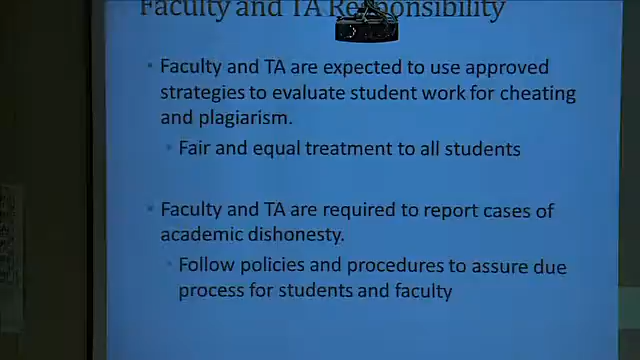 Faculty and TA Responsibility
• Faculty and TA are expected to use approved
strategies to evaluate student work for cheating
and plagiarism.
• Fair and equal treatment to all students
• Faculty and TA are required to report cases of
academic dishonesty.
• Follow policies and procedures to assure due
process for students and faculty